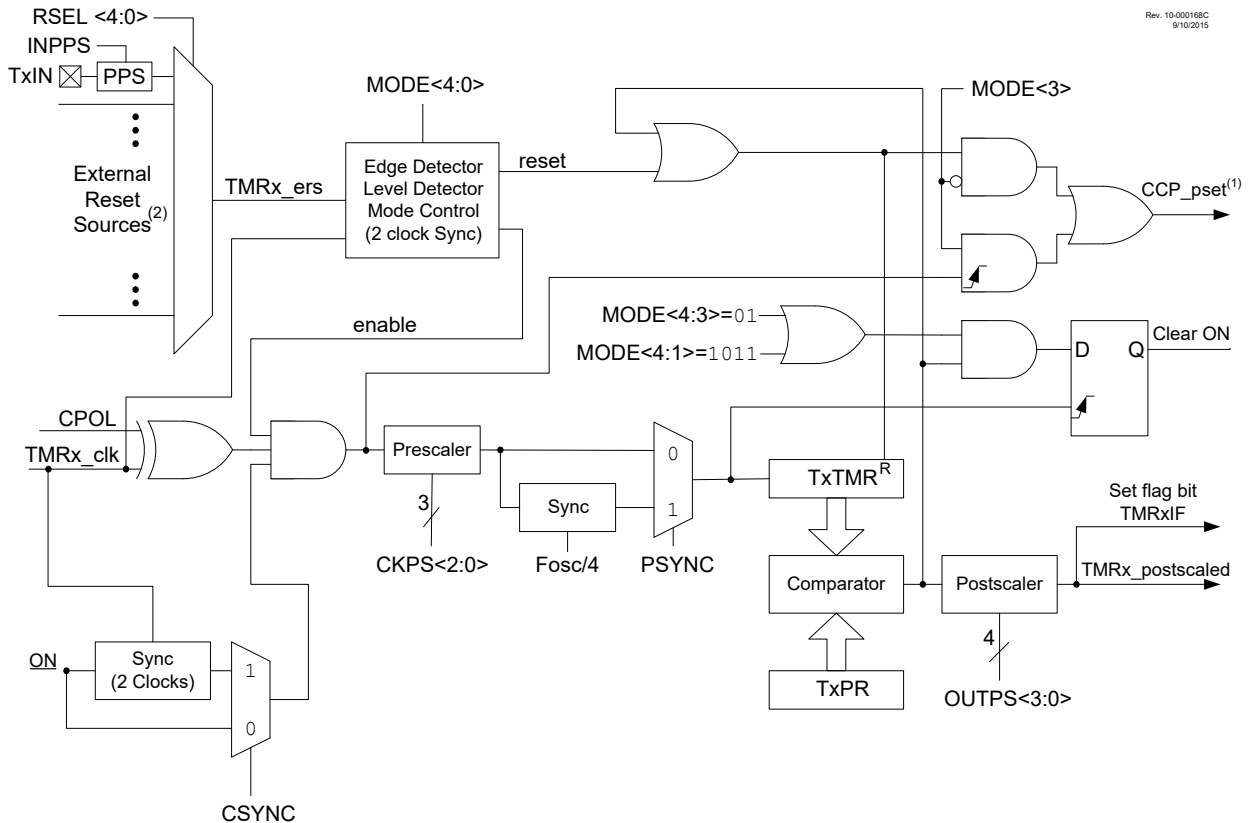 Rev. 10-000168C
9/10/2015
RSEL <4:0>
INPPS
TxIN
PPS
MODE<4:0>
MODE<3>
External
Reset
Sources(2)
TMRx_ers
Edge Detector
Level Detector
Mode Control
(2 clock Sync)
reset
CCP_pset(1)
enable
MODE<4:3>=01
MODE<4:1>=1011
D
Q
Clear ON
CPOL
TMRx_clk
Prescaler
3
CKPS<2:0>
Sync
Fosc/4
0
1
PSYNC
TxTMR
R
Comparator
TxPR
Postscaler
4
OUTPS<3:0>
Set flag bit
TMRxIF
TMRx_postscaled
ON
Sync
(2 Clocks)
1
0
CSYNC